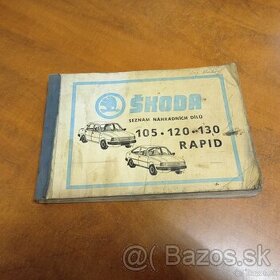 ŠKODA
SEZNAM NÁHRADNÍCH DÍLŮ
105 • 120 • 130
RAPID
bazos.sk